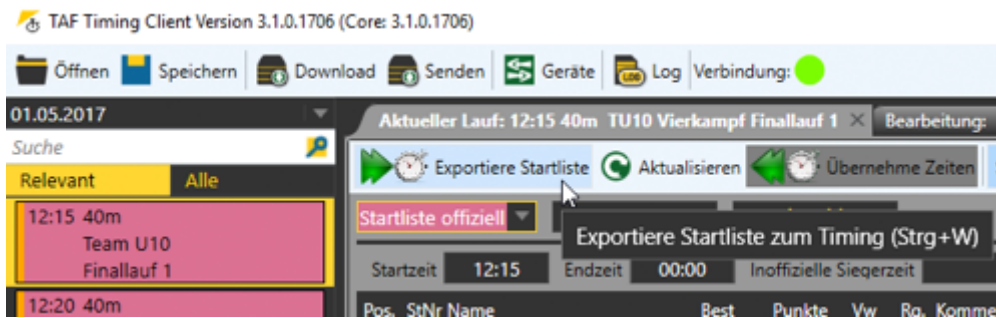 TAF Timing Client Version 3.1.0.1706 (Core: 3.1.0.1706)
Öffnen Speichern Download Senden Geräte Log Verbindung:
01.05.2017
Aktueller Lauf: 12:15 40m TU10 Vierkampf Finallauf 1 Bearbeitung:
Suche
Exportiere Startliste Aktualisieren Übernehme Zeiten
Relevant Alle
12:15 40m
Team U10
Finallauf 1
Startliste offiziell
Exportiere Startliste zum Timing (Strg+W)
Startzeit 12:15 Endzeit 00:00 Inoffizielle Siegerzeit
12:20 40m
Pos. StNr Name Best Punkte Vw Rg. Komme